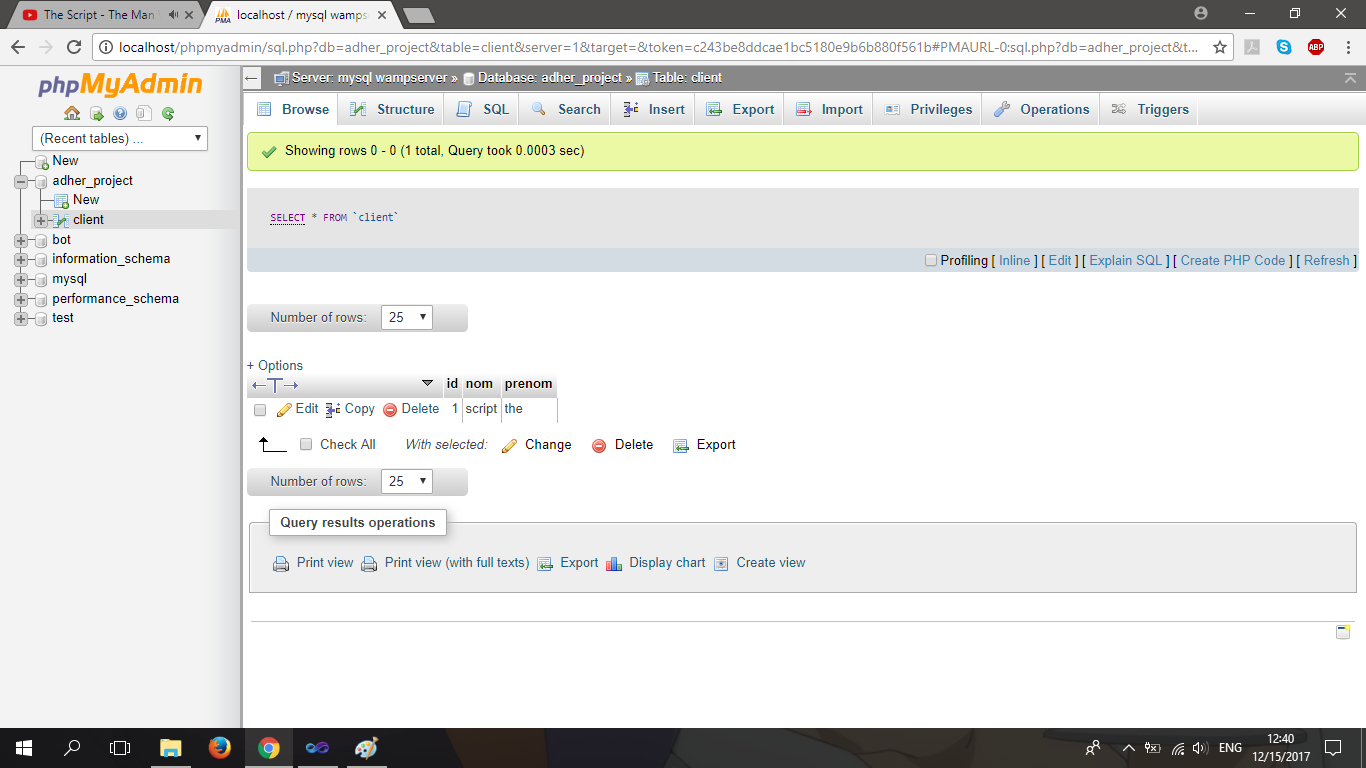 The Script - The Man
localhost / mysql wamps
localhost/phpmyadmin/sql.php?db=adher_project&table=client&server=1&target=&token=c243be8ddcae1bc5180e9b6b880f561b#PMAURL-0:sql.php?db=adher_project&t...
ABP
phpMyAdmin
(Recent tables) ...
New
adher_project
New
client
bot
information_schema
mysql
performance_schema
test
Server: mysql wampserver » Database: adher_project » Table: client
Browse Structure SQL Search Insert Export Import Privileges Operations Triggers
Showing rows 0 - 0 (1 total, Query took 0.0003 sec)
SELECT * FROM `client`
Profiling [ Inline ] [ Edit ] [ Explain SQL ] [ Create PHP Code ] [ Refresh ]
Number of rows: 25
+ Options
id nom prenom
Edit Copy Delete 1 script the
Check All With selected: Change Delete Export
Number of rows: 25
Query results operations
Print view Print view (with full texts) Export Display chart Create view
ENG
12:40
12/15/2017